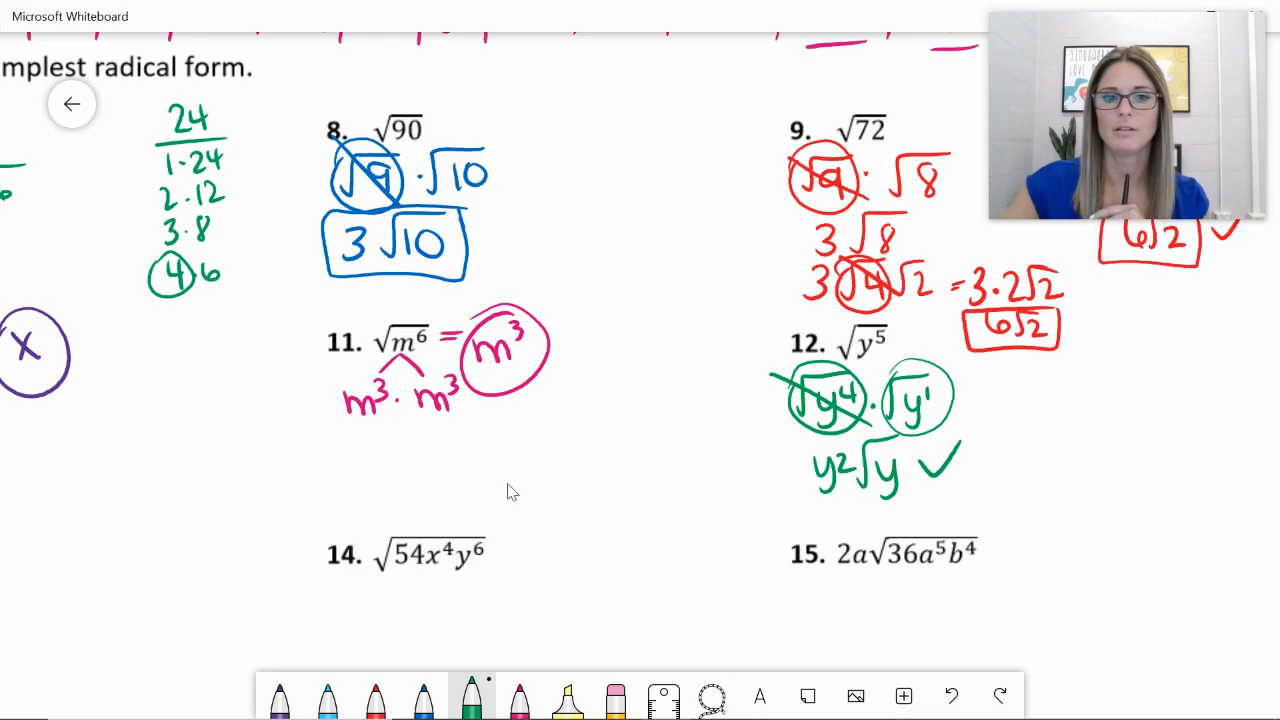 Microsoft Whiteboard
mplest radical form.
24
1·24
2·12
3·8
4 6
8. √90
√9 · √10
3√10
9. √72
√9 · √8
3√8
3√4√2 = 3·2√2
6√2
6√2 ✓
x
11. √m⁶ = m³
m³ · m³
12. √y⁵
√y⁴ · √y¹
y²√y ✓
14. √54x⁴y⁶
15. 2a√36a⁵b⁴
A